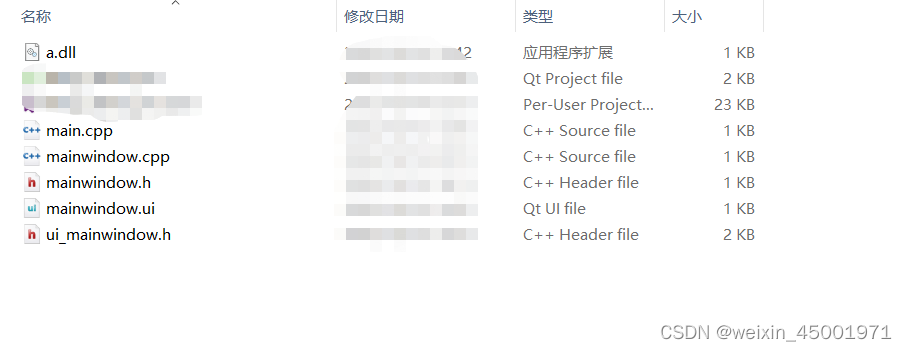 名称 修改日期 类型 大小
a.dll 42 应用程序扩展 1 KB
Qt Project file 2 KB
2 Per-User Project... 23 KB
main.cpp C++ Source file 1 KB
mainwindow.cpp C++ Source file 1 KB
mainwindow.h C++ Header file 1 KB
mainwindow.ui Qt UI file 1 KB
ui_mainwindow.h C++ Header file 2 KB
CSDN @weixin_45001971